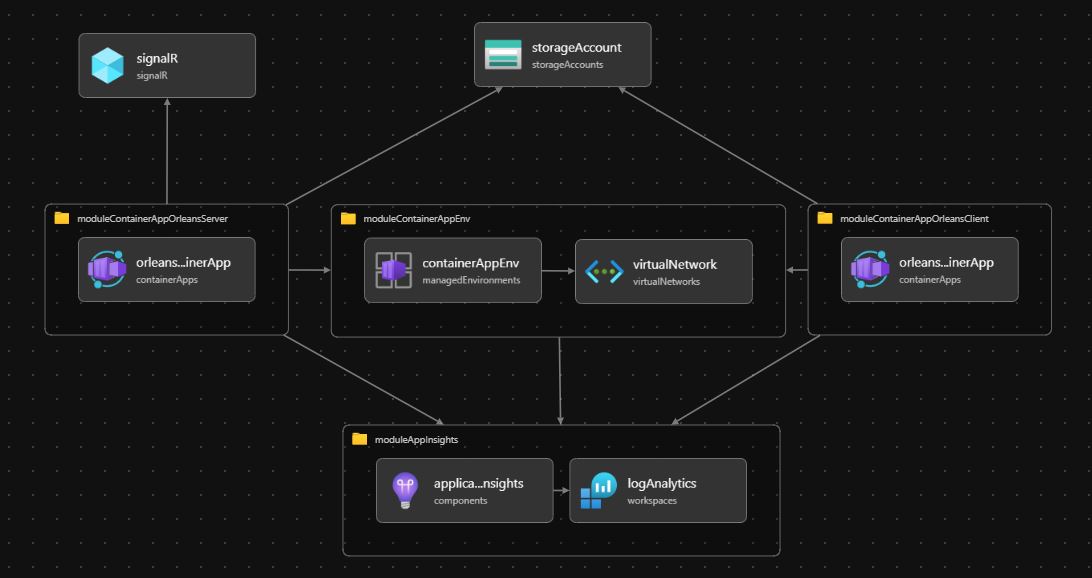 signalR
signalR
storageAccount
storageAccounts
moduleContainerAppOrleansServer
orleans...inerApp
containerApps
moduleContainerAppEnv
containerAppEnv
managedEnvironments
virtualNetwork
virtualNetworks
moduleContainerAppOrleansClient
orleans...inerApp
containerApps
moduleAppInsights
applica...nsights
components
logAnalytics
workspaces